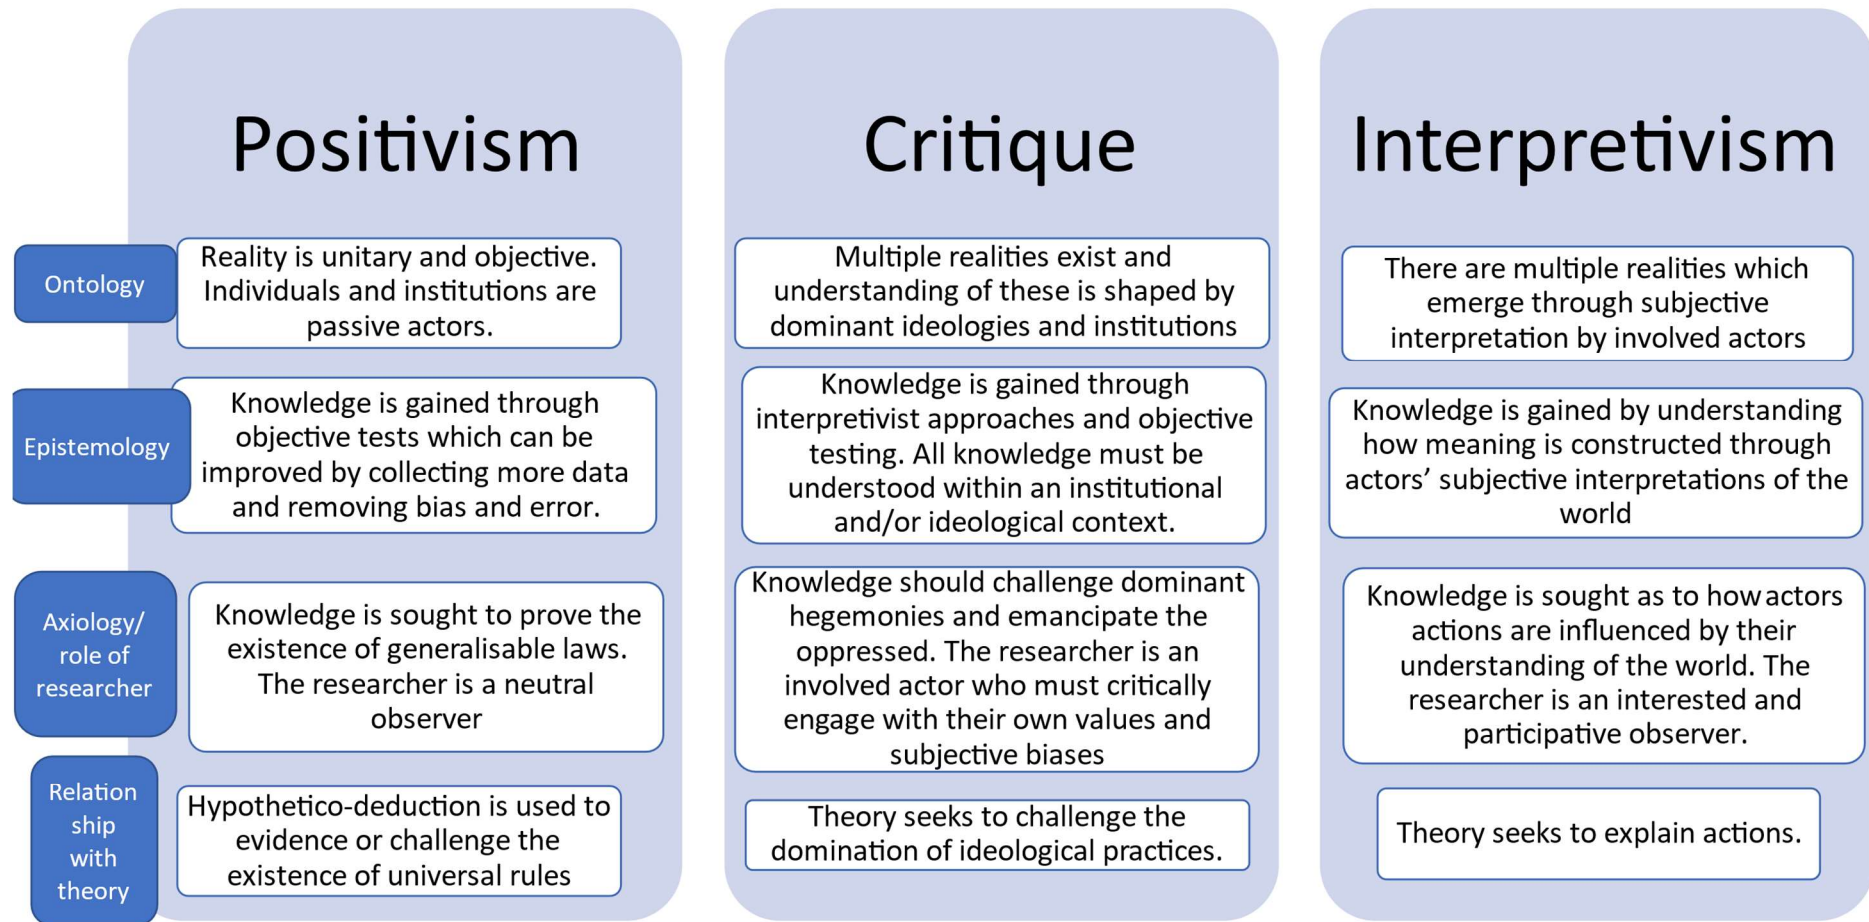 Positivism
Critique
Interpretivism
Ontology
Reality is unitary and objective.
Individuals and institutions are
passive actors.
Multiple realities exist and
understanding of these is shaped by
dominant ideologies and institutions
There are multiple realities which
emerge through subjective
interpretation by involved actors
Epistemology
Knowledge is gained through
objective tests which can be
improved by collecting more data
and removing bias and error.
Knowledge is gained through
interpretivist approaches and objective
testing. All knowledge must be
understood within an institutional
and/or ideological context.
Knowledge is gained by understanding
how meaning is constructed through
actors’ subjective interpretations of the
world
Axiology/
role of
researcher
Knowledge is sought to prove the
existence of generalisable laws.
The researcher is a neutral
observer
Knowledge should challenge dominant
hegemonies and emancipate the
oppressed. The researcher is an
involved actor who must critically
engage with their own values and
subjective biases
Knowledge is sought as to how actors
actions are influenced by their
understanding of the world. The
researcher is an interested and
participative observer.
Relation
ship
with
theory
Hypothetico-deduction is used to
evidence or challenge the
existence of universal rules
Theory seeks to challenge the
domination of ideological practices.
Theory seeks to explain actions.